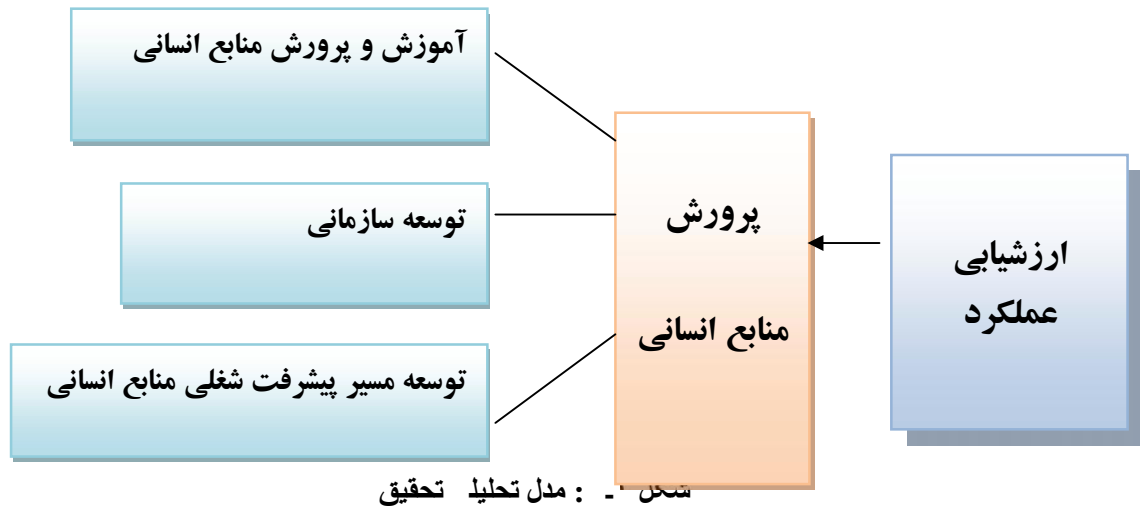 آموزش و پرورش منابع انسانی
توسعه سازمانی
توسعه مسیر پیشرفت شغلی منابع انسانی
پرورش
منابع انسانی
ارزشیابی
عملکرد
شکل ـ : مدل تحلیل تحقیق